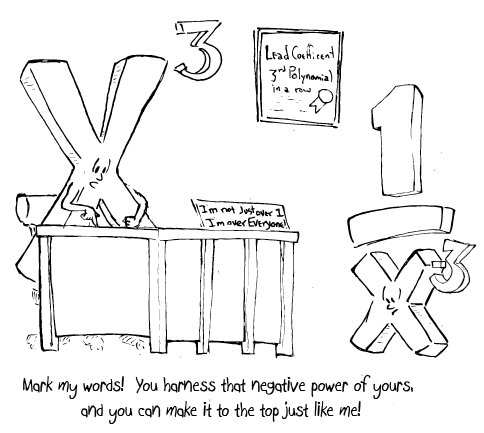 3
Lead Coefficent
3rd Polynomial
in a row
1
I'm not Just over 1
I'm over Everyone!
X
-3
Mark my words! You harness that negative power of yours,
and you can make it to the top just like me!